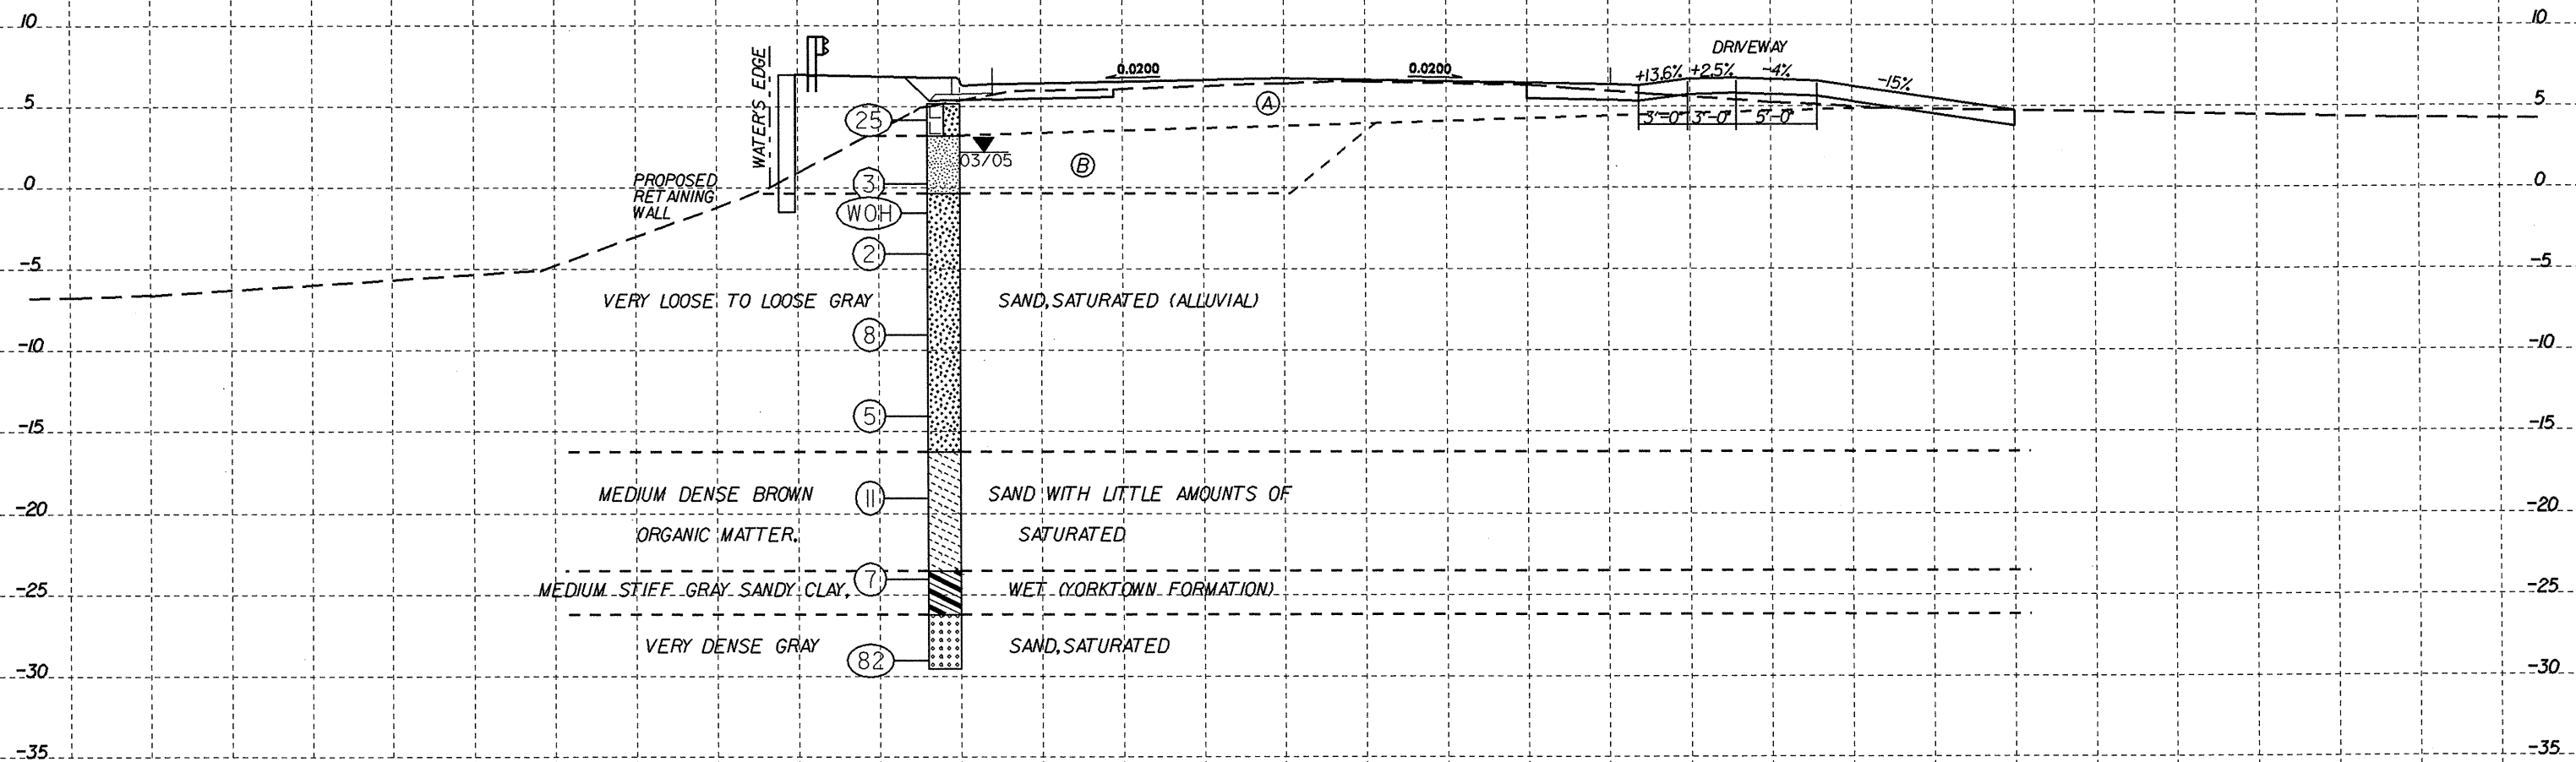 10 10
DRIVEWAY
0.0200 0.0200 +13.6% +2.5% -4%
-15%
WATER'S EDGE
5 A 5
25 3'-0" 3'-0" 5'-0"
03/05 B
PROPOSED
RETAINING
WALL
0 3 0
WOH
2
-5 -5
VERY LOOSE TO LOOSE GRAY SAND, SATURATED (ALLUVIAL)
8
-10 -10
5
-15 -15
MEDIUM DENSE BROWN 11 SAND WITH LITTLE AMOUNTS OF
-20 -20
ORGANIC MATTER. SATURATED
7
MEDIUM STIFF GRAY SANDY CLAY, WET (YORKTOWN FORMATION)
-25 -25
VERY DENSE GRAY SAND, SATURATED
82
-30 -30
-35 -35